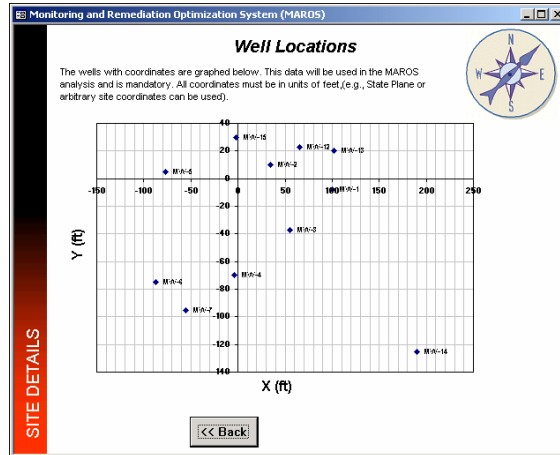 Monitoring and Remediation Optimization System (MAROS)
Well Locations
The wells with coordinates are graphed below. This data will be used in the MAROS
analysis and is mandatory. All coordinates must be in units of feet,(e.g., State Plane or
arbitrary site coordinates can be used).
N
W E
S
40
MW-15
MW-12
MW-13
20
MW-2
MW-5
0
-150 -100 -50 0 50 100 150 200 250
MW-1
-20
MW-3
-40
-60
MW-4
MW-6
-80
MW-7
-100
-120
MW-14
-140
Y (ft)
X (ft)
SITE DETAILS
<< Back